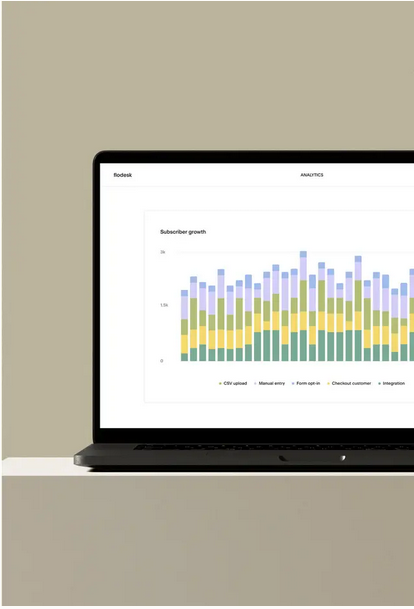 flodesk
ANALYTICS
Subscriber growth
3k
1.5k
0
CSV upload Manual entry Form opt-in Checkout customer Integration